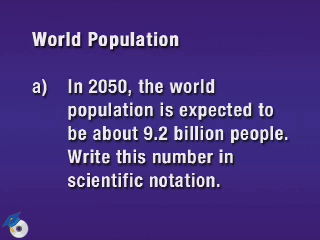 World Population
a) In 2050, the world
population is expected to
be about 9.2 billion people.
Write this number in
scientific notation.